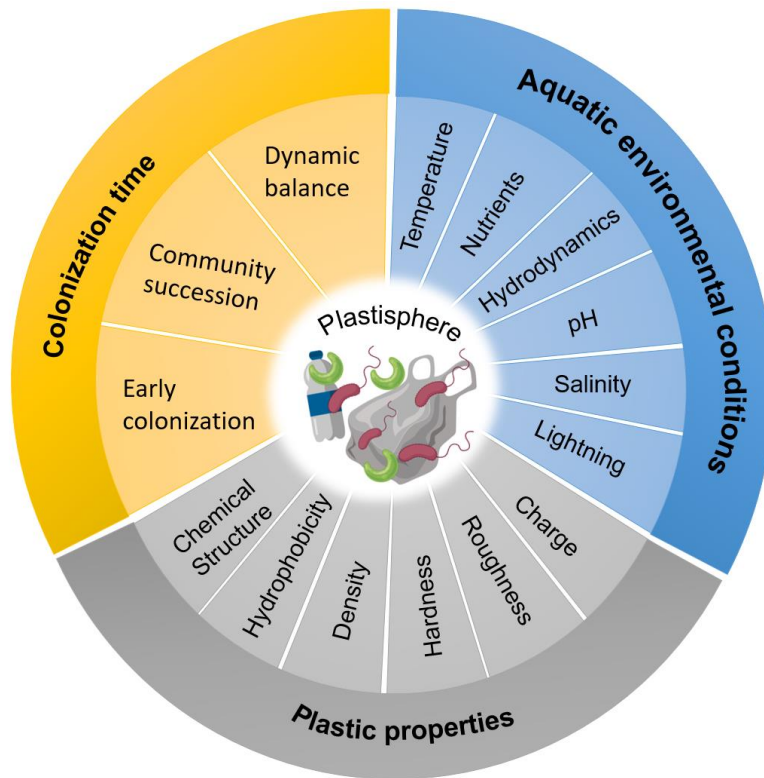 Colonization time
Dynamic
balance
Community
succession
Early
colonization
Aquatic environmental conditions
Temperature
Nutrients
Hydrodynamics
pH
Salinity
Lightning
Plastisphere
Plastic properties
Chemical
Structure
Hydrophobicity
Density
Hardness
Roughness
Charge